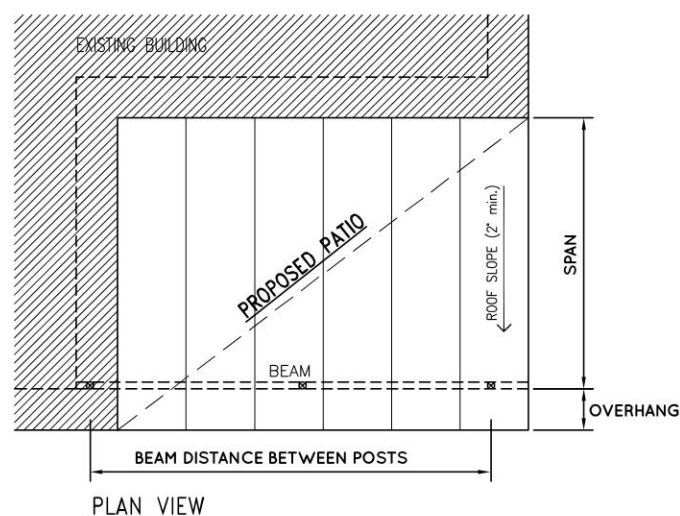 EXISTING BUILDING
PROPOSED PATIO
ROOF SLOPE (2° min.)
SPAN
BEAM
OVERHANG
BEAM DISTANCE BETWEEN POSTS
PLAN VIEW